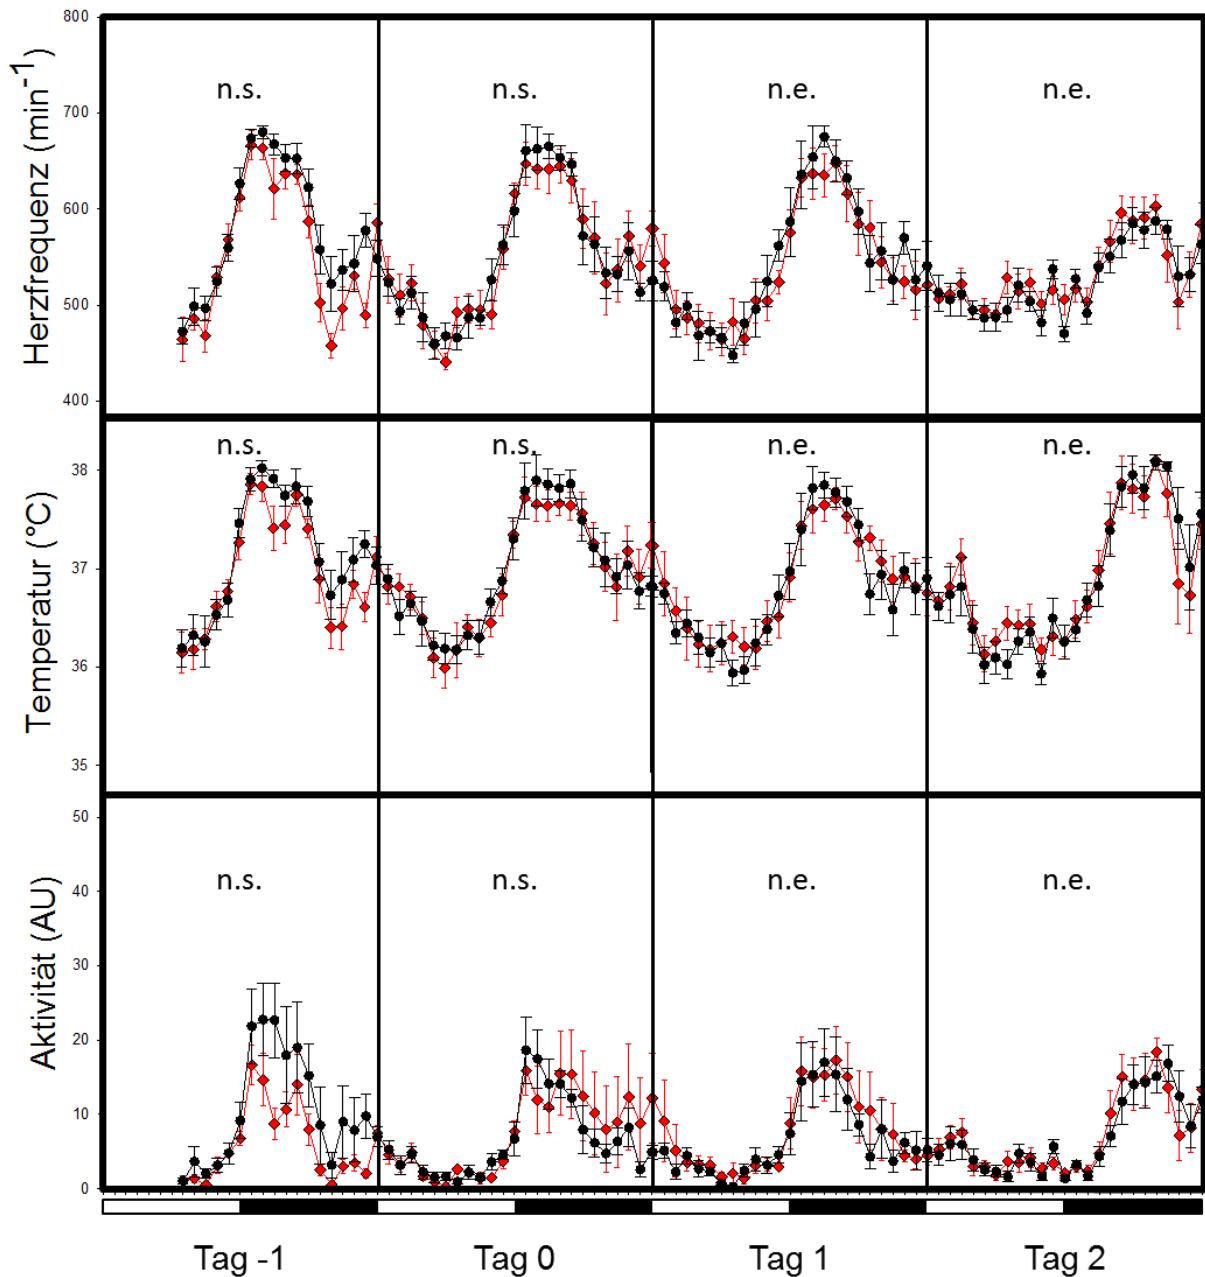 Herzfrequenz (min-1)
800
700
600
500
400
n.s.
n.s.
n.e.
n.e.
Temperatur (°C)
38
37
36
35
n.s.
n.s.
n.e.
n.e.
Aktivität (AU)
50
40
30
20
10
0
n.s.
n.s.
n.e.
n.e.
Tag -1
Tag 0
Tag 1
Tag 2